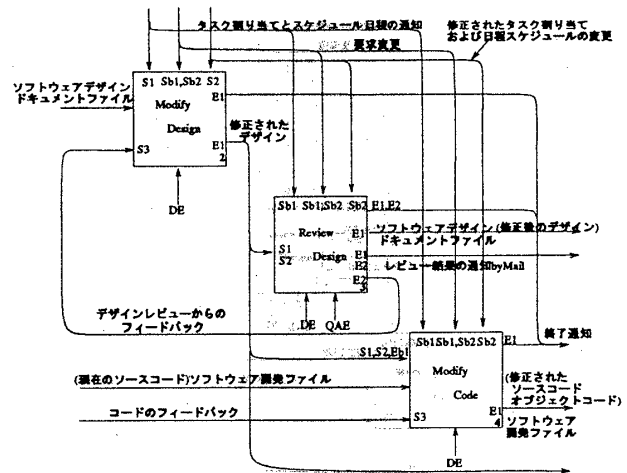 タスク割り当てとスケジュール日程の通知
修正されたタスク割り当て
および日程スケジュールの変更
要求変更
S1 Sb1,Sb2 S2
E1
ソフトウェアデザイン
ドキュメントファイル
Modify
Design
修正された
デザイン
E1
2
S3
DE
Sb1 Sb1,Sb2 Sb2 E1,E2
Review
E1
ソフトウェアデザイン(修正後のデザイン)
ドキュメントファイル
S1
S2
Design
E1
E2
レビュー結果の通知byMail
E2
3
デザインレビューからの
フィードバック
DE QAE
Sb1Sb1,Sb2 Sb2 E1
終了通知
S1,S2,Eb1
Modify
Code
(現在のソースコード)ソフトウェア開発ファイル
(修正された
ソースコード
オブジェクトコード)
コードのフィードバック
S3
E1
4
ソフトウェア
開発ファイル
DE